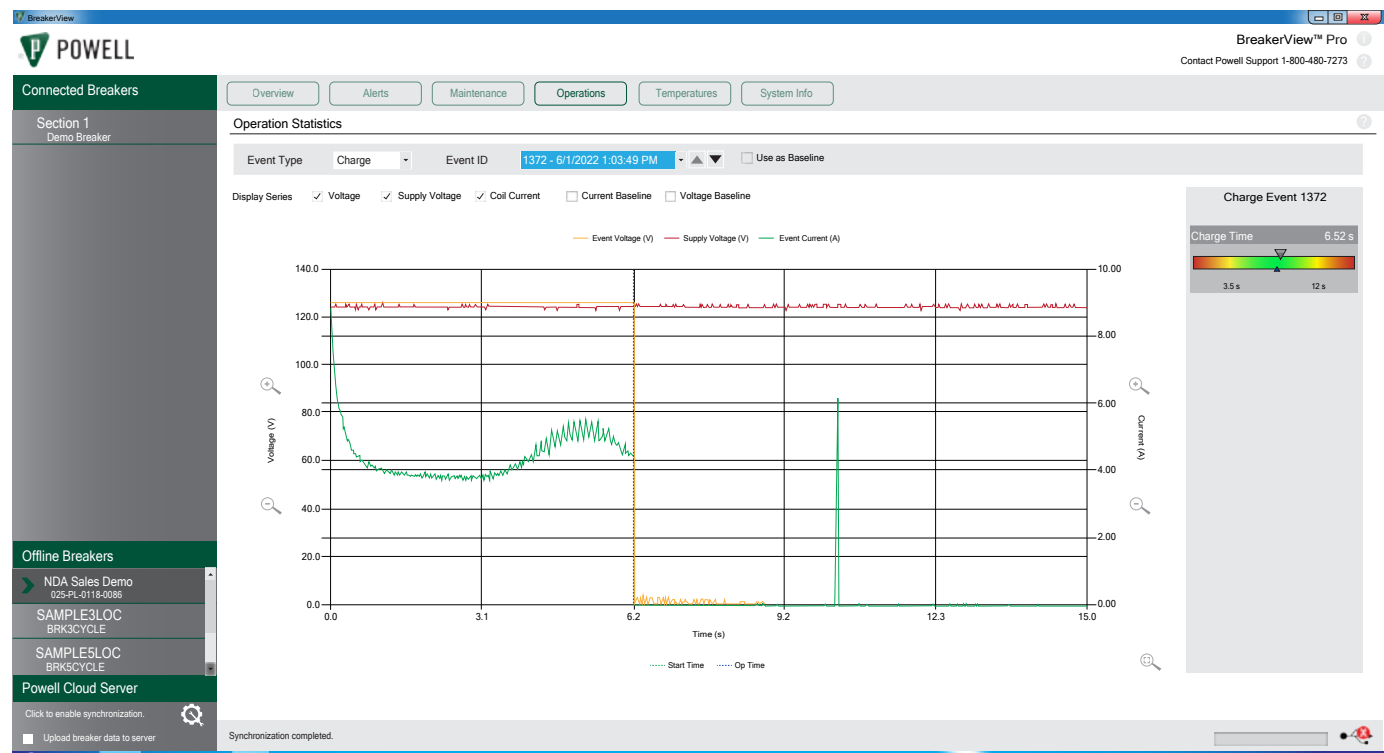 BreakerView
POWELL
BreakerView™ Pro
Contact Powell Support 1-800-480-7273
Connected Breakers
Overview
Alerts
Maintenance
Operations
Temperatures
System Info
Section 1
Demo Breaker
Operation Statistics
Event Type
Charge
Event ID
1372 - 6/1/2022 1:03:49 PM
Use as Baseline
Display Series
Voltage
Supply Voltage
Coil Current
Current Baseline
Voltage Baseline
Charge Event 1372
Charge Time 6.52 s
3.5 s 12 s
Event Voltage (V) Supply Voltage (V) Event Current (A)
140.0
120.0
100.0
80.0
60.0
40.0
20.0
0.0
Voltage (V)
10.00
8.00
6.00
4.00
2.00
0.00
Current (A)
0.0 3.1 6.2 9.2 12.3 15.0
Time (s)
Start Time Op Time
Offline Breakers
NDA Sales Demo
025-PL-0118-0086
SAMPLE3LOC
BRK3CYCLE
SAMPLE5LOC
BRK5CYCLE
Powell Cloud Server
Click to enable synchronization.
Upload breaker data to server
Synchronization completed.